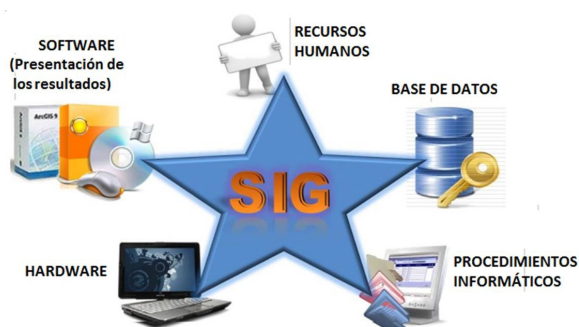 RECURSOS
HUMANOS
SOFTWARE
(Presentación de
los resultados)
BASE DE DATOS
ArcGIS 9
SIG
HARDWARE
PROCEDIMIENTOS
INFORMÁTICOS